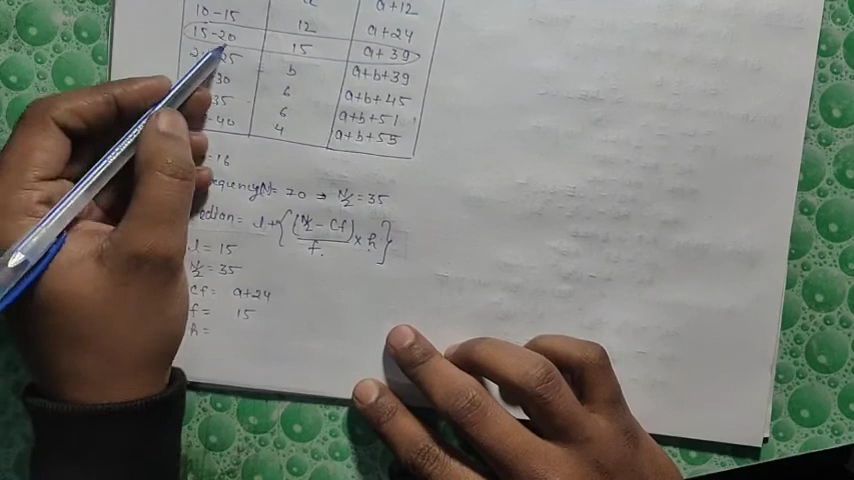 a+12
10-15 12 a+24
15-20 15 a+39
25 b a+b+39
30 6 a+b+45
35 6 a+b+51
-40 4 a+b+55
-16
equency(N)= 70 → N/2 = 35
edian = l + { (N/2 - Cf) / f × h }
l = 15
N/2 = 35
Cf = a+24
f = 15
h =